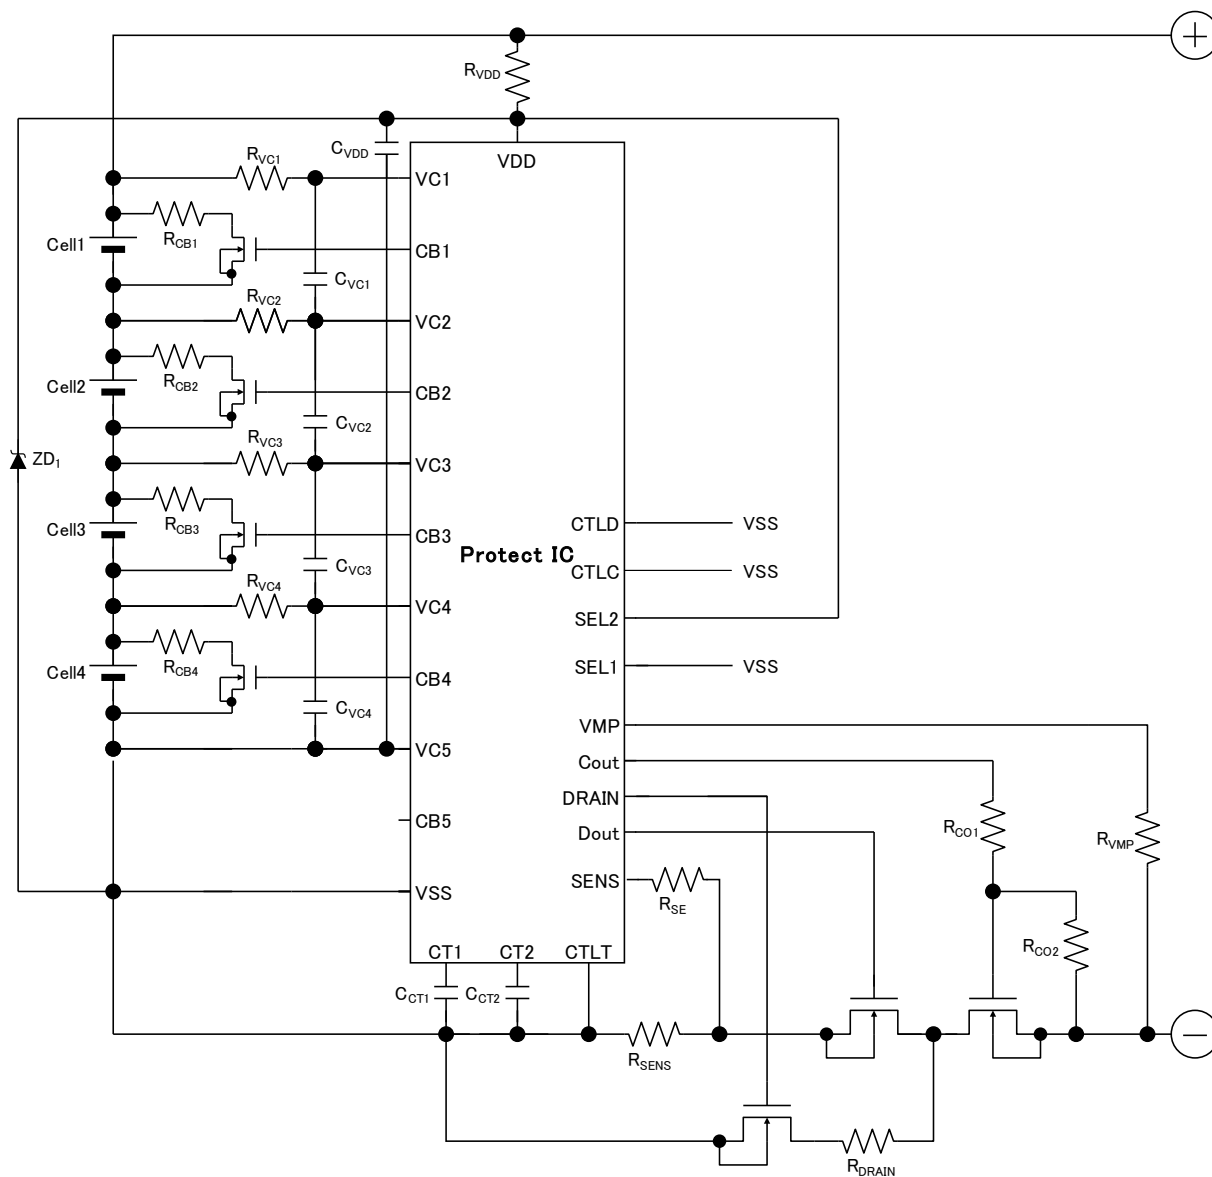 +
RVDD
CVDD
VDD
RVC1
VC1
RCB1
Cell1
CB1
CVC1
RVC2
VC2
RCB2
Cell2
CB2
CVC2
RVC3
VC3
ZD1
RCB3
Cell3
CB3
CTLD VSS
Protect IC
CVC3
CTLC VSS
RVC4
VC4
SEL2
RCB4
Cell4
CB4
SEL1 VSS
CVC4
VMP
VC5
Cout
DRAIN
CB5
Dout
RCO1
RVMP
SENS
VSS
RSE
RCO2
CT1 CT2 CTLT
CCT1 CCT2
RSENS
−
RDRAIN